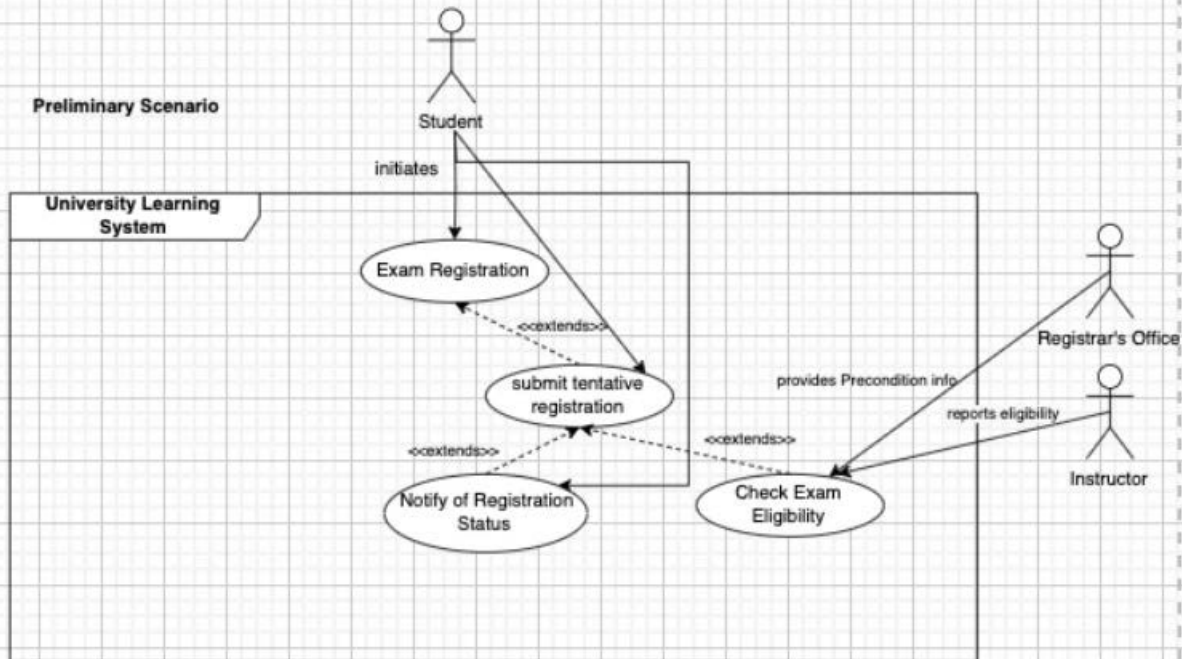 Student
Preliminary Scenario
initiates
University Learning
System
Exam Registration
<<extends>>
Registrar's Office
submit tentative
registration
provides Precondition info
reports eligibility
<<extends>>
<<extends>>
Instructor
Notify of Registration
Status
Check Exam
Eligibility